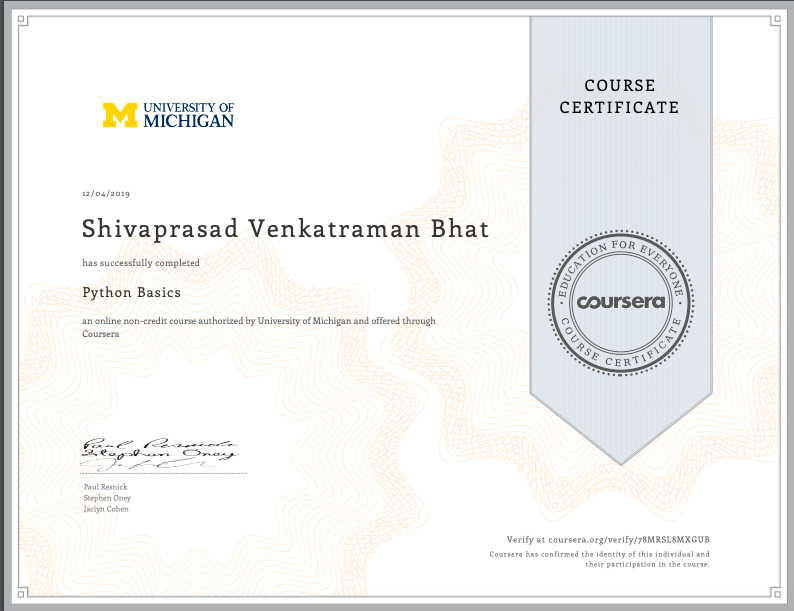 UNIVERSITY OF
MICHIGAN
COURSE
CERTIFICATE
12/04/2019
Shivaprasad Venkatraman Bhat
has successfully completed
Python Basics
an online non-credit course authorized by University of Michigan and offered through
Coursera
EDUCATION FOR EVERYONE
coursera
COURSE CERTIFICATE
Paul Resnick
Stephen Oney
Paul Resnick
Stephen Oney
Jaclyn Cohen
Verify at coursera.org/verify/78MRSL8MXGUB
Coursera has confirmed the identity of this individual and
their participation in the course.